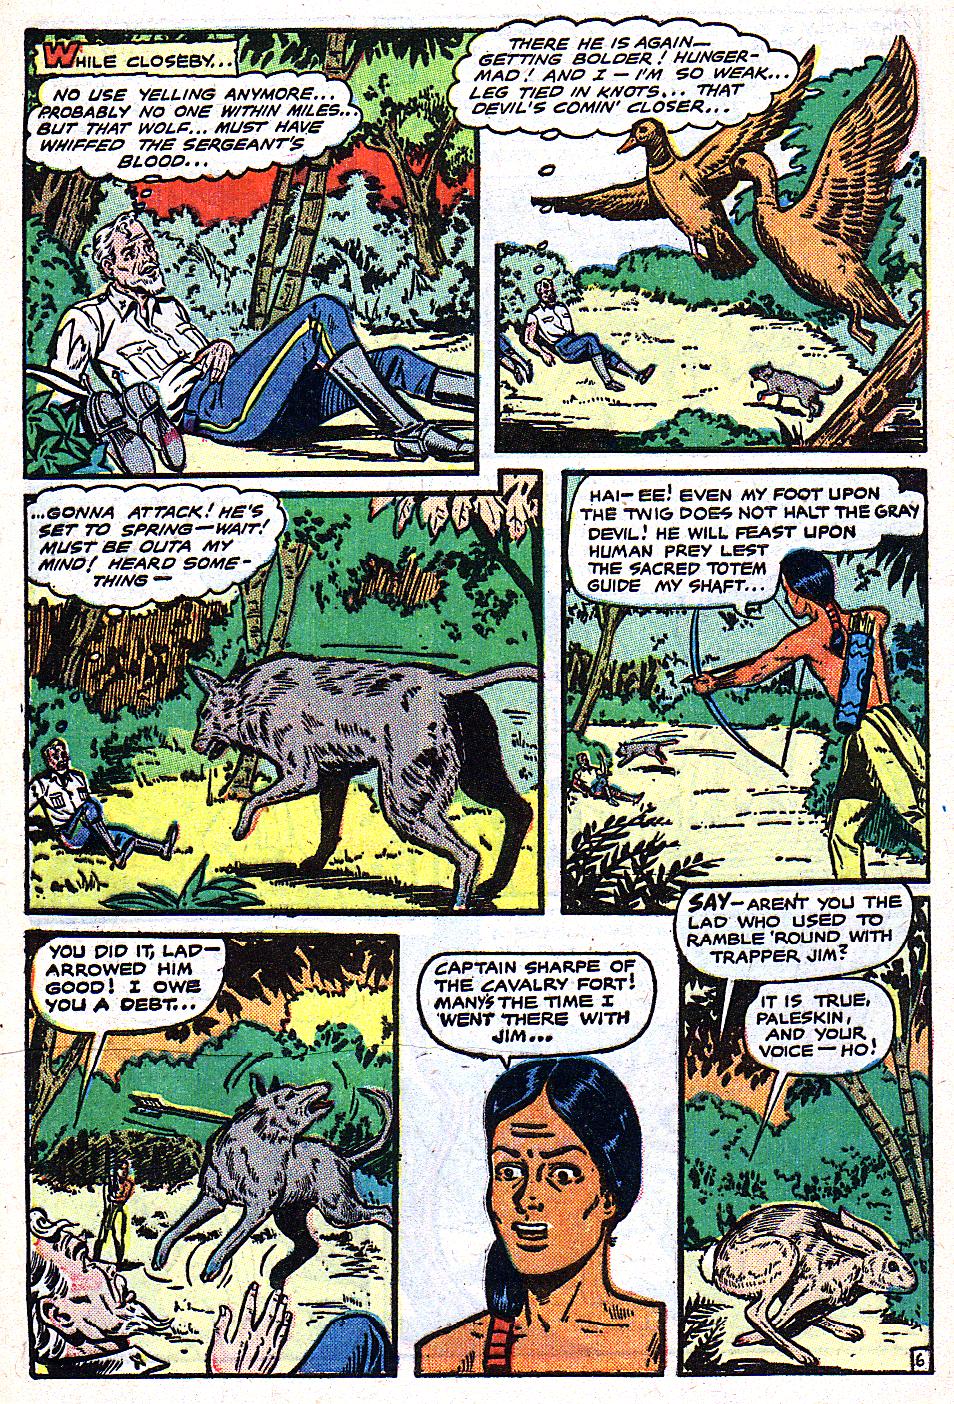 WHILE CLOSEBY...
NO USE YELLING ANYMORE...
PROBABLY NO ONE WITHIN MILES...
BUT THAT WOLF... MUST HAVE
WHIFFED THE SERGEANT'S
BLOOD...
THERE HE IS AGAIN—
GETTING BOLDER! HUNGER-
MAD! AND I — I'M SO WEAK...
LEG TIED IN KNOTS... THAT
DEVIL'S COMIN' CLOSER...
...GONNA ATTACK! HE'S
SET TO SPRING—WAIT!
MUST BE OUTA MY
MIND! HEARD SOME-
THING—
HAI-EE! EVEN MY FOOT UPON
THE TWIG DOES NOT HALT THE GRAY
DEVIL! HE WILL FEAST UPON
HUMAN PREY LEST
THE SACRED TOTEM
GUIDE MY SHAFT...
YOU DID IT, LAD—
ARROWED HIM
GOOD! I OWE
YOU A DEBT...
CAPTAIN SHARPE OF
THE CAVALRY FORT!
MANY'S THE TIME I
WENT THERE WITH
JIM...
SAY—AREN'T YOU THE
LAD WHO USED TO
RAMBLE 'ROUND WITH
TRAPPER JIM?
IT IS TRUE,
PALESKIN,
AND YOUR
VOICE—HO!
6